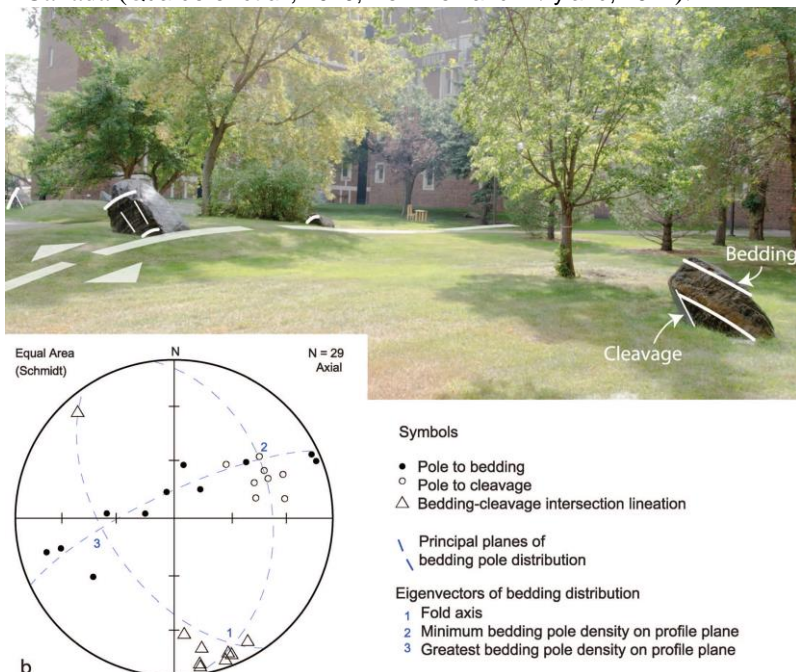 Bedding
Cleavage
Equal Area
(Schmidt)
N
N = 29
Axial
2
3
1
b
Symbols
Pole to bedding
Pole to cleavage
Bedding-cleavage intersection lineation
Principal planes of
bedding pole distribution
Eigenvectors of bedding distribution
1 Fold axis
2 Minimum bedding pole density on profile plane
3 Greatest bedding pole density on profile plane